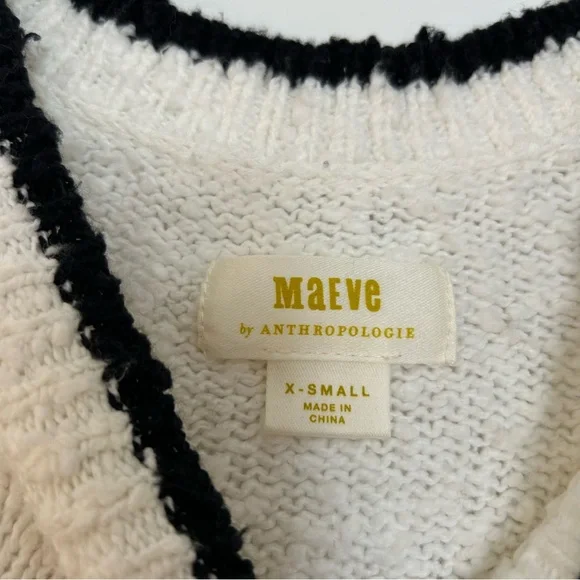 Maeve
by ANTHROPOLOGIE
X-SMALL
MADE IN
CHINA